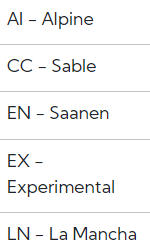 AI – Alpine
CC – Sable
EN – Saanen
EX –
Experimental
LN – La Mancha